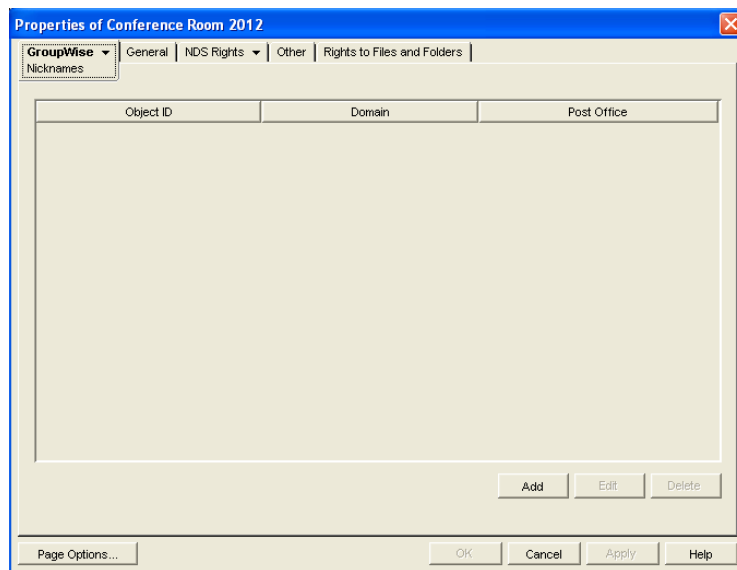 Properties of Conference Room 2012
GroupWise General NDS Rights Other Rights to Files and Folders
Nicknames
Object ID Domain Post Office
Add Edit Delete
Page Options... OK Cancel Apply Help